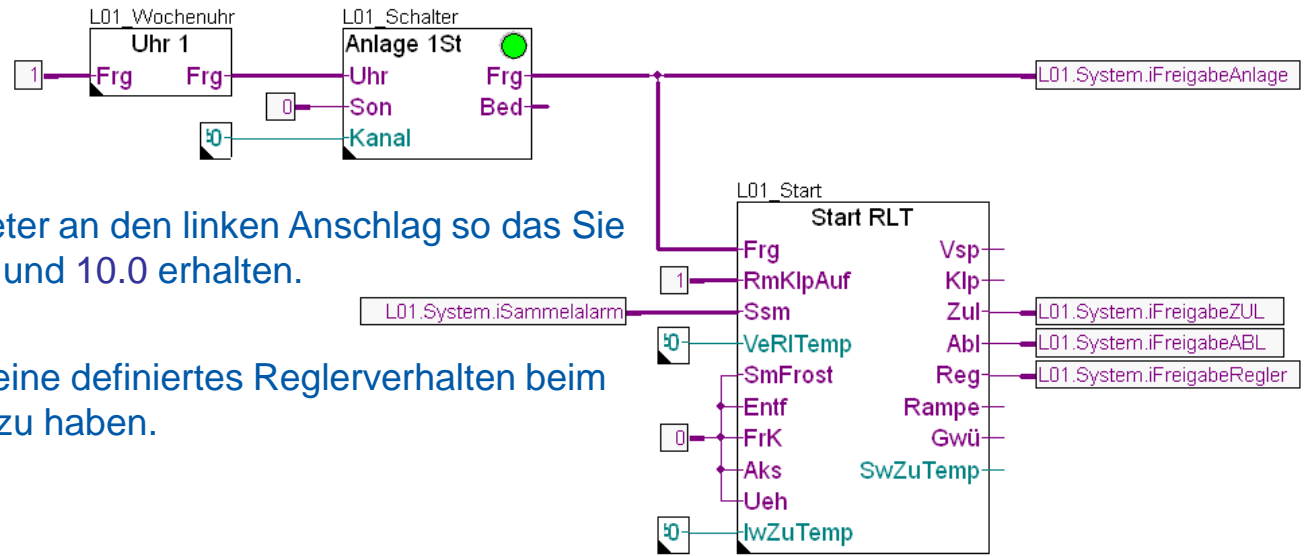 L01_Wochenuhr
Uhr 1
1
Frg Frg
L01_Schalter
Anlage 1St
Uhr Frg
0
Son Bed
Kanal
L01.System.iFreigabeAnlage
eter an den linken Anschlag so das Sie
und 10.0 erhalten.
eine definiertes Reglerverhalten beim
zu haben.
L01_Start
Start RLT
Frg Vsp
1
RmKlpAuf Klp
L01.System.iSammelalarm
Ssm Zul
L01.System.iFreigabeZUL
VeRlTemp Abl
L01.System.iFreigabeABL
SmFrost Reg
L01.System.iFreigabeRegler
Entf Rampe
0
FrK Gwü
Aks SwZuTemp
Ueh
IwZuTemp